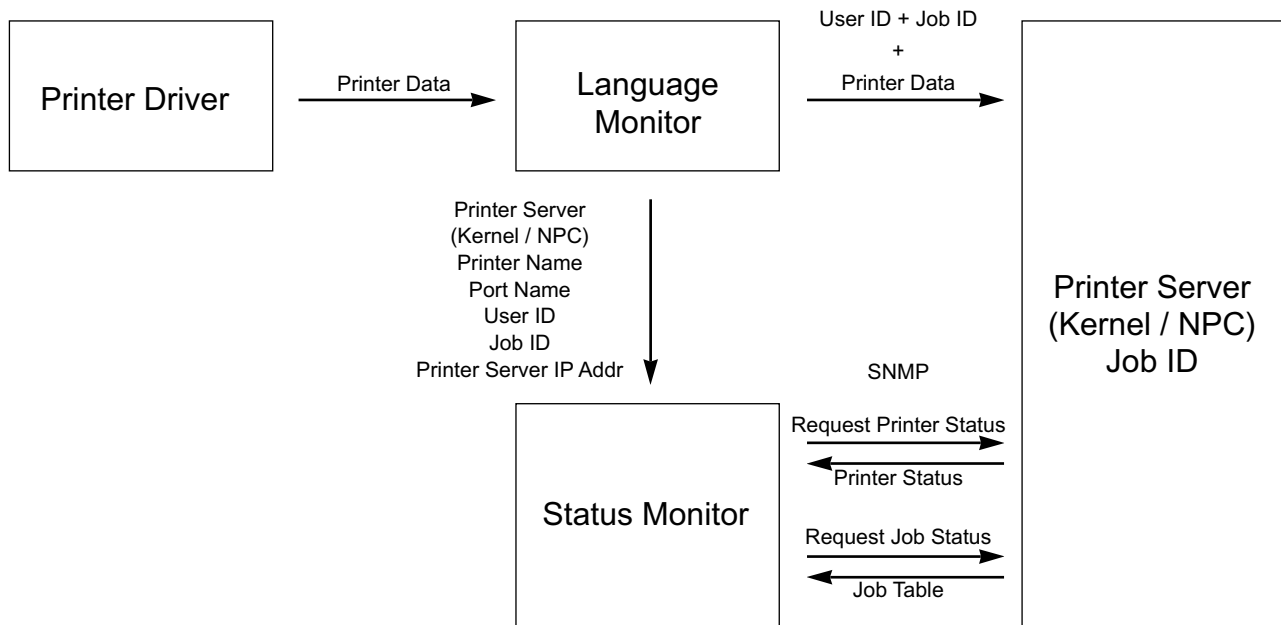 User ID + Job ID
+
Printer Data
Printer Driver
Printer Data
Language
Monitor
Printer Server
(Kernel / NPC)
Printer Name
Port Name
User ID
Job ID
Printer Server IP Addr
Printer Server
(Kernel / NPC)
Job ID
SNMP
Request Printer Status
Printer Status
Status Monitor
Request Job Status
Job Table